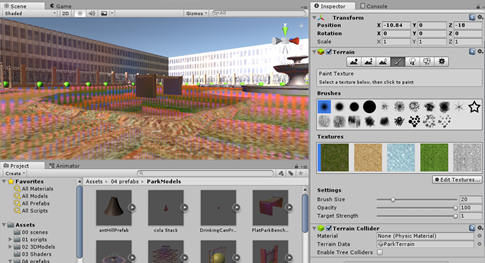 Scene Game
Shaded 2D Gizmos All
Project Animator
Create
Favorites
All Materials
All Models
All Prefabs
All Scripts
Assets
00 scenes
01 scripts
02 3DModels
03 Shaders
04 prefabs
Assets 04 prefabs ParkModels
antHillPrefab cola Stack DrinkingCanPr... FlatParkBench...
Inspector Console
Transform
Position X -10.84 Y 0 Z -18
Rotation X 0 Y 0 Z 0
Scale X 1 Y 1 Z 1
Terrain
Paint Texture
Select a texture below, then click to paint
Brushes
Textures
Edit Textures...
Settings
Brush Size 20
Opacity 100
Target Strength 1
Terrain Collider
Material None (Physic Material)
Terrain Data ParkTerrain
Enable Tree Colliders